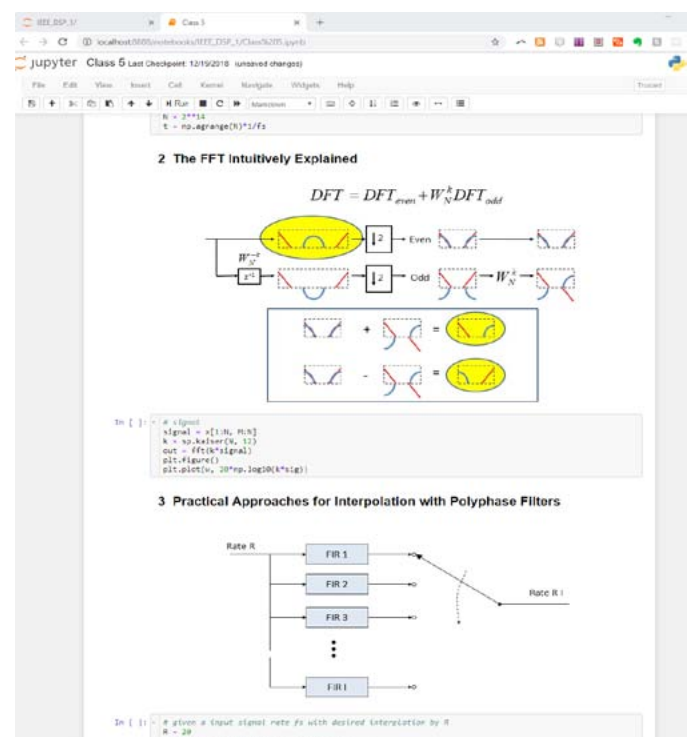 IEEE_DSP_1/
Class 5
localhost:8888/notebooks/IEEE_DSP_1/Class%205.ipynb
jupyter Class 5 Last Checkpoint: 12/19/2018 (unsaved changes)
File Edit View Insert Cell Kernel Navigate Widgets Help
Trusted
Run Markdown
N = 2**14
t = np.agrange(N)*1/fs
2 The FFT Intuitively Explained
DFT = DFT_even + W_N^k DFT_odd
↓2 Even
W_N^-k
z^-1 ↓2 Odd W_N^k
+ =
- =
In [ ]: # signal
signal = x[1:N, M:N]
k = sp.kaiser(N, 12)
out = fft(k*signal)
plt.figure()
plt.plot(w, 20*np.log10(k*sig))
3 Practical Approaches for Interpolation with Polyphase Filters
Rate R
FIR 1
FIR 2
FIR 3
Rate R I
FIR I
In [ ]: # given a input signal rate fs with desired interplation by R
R = 20